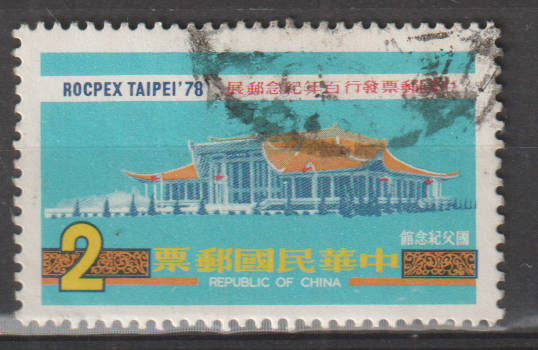 ROCPEX TAIPEI '78
中國郵票發行百年紀念郵展
國父紀念館
2
中華民國郵票
REPUBLIC OF CHINA